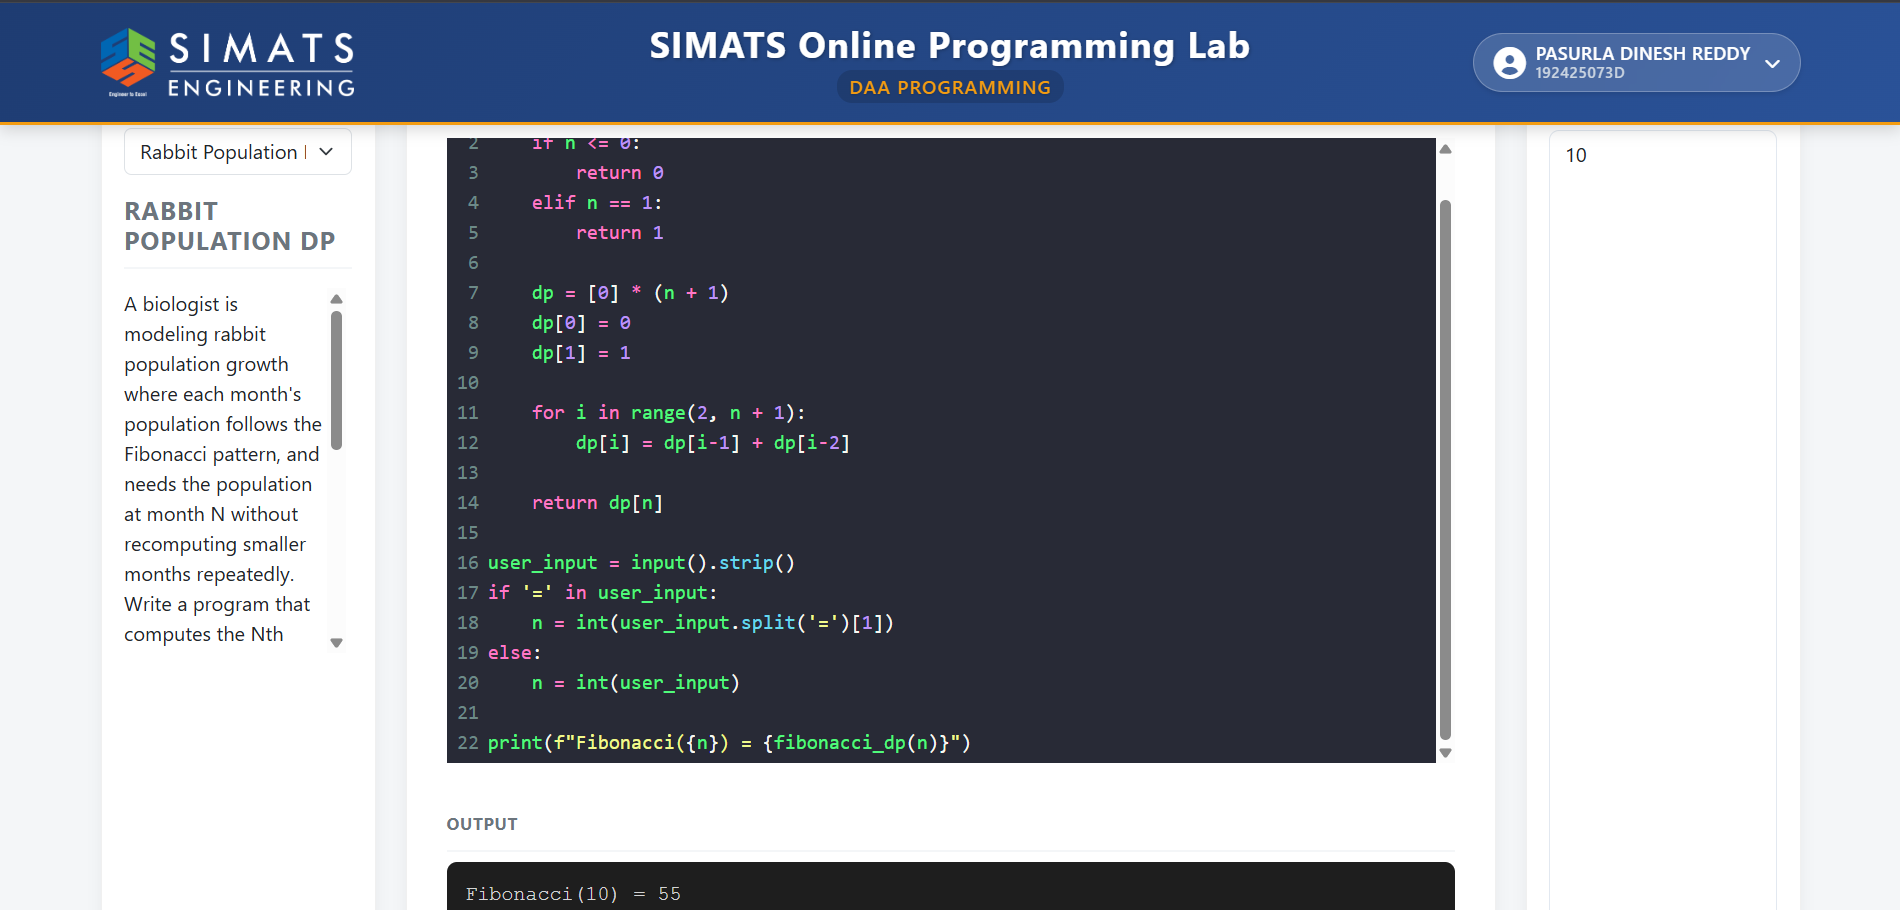 SIMATS
ENGINEERING
Engineer to Excel
SIMATS Online Programming Lab
DAA PROGRAMMING
PASURLA DINESH REDDY
192425073D
Rabbit Population
RABBIT
POPULATION DP
A biologist is
modeling rabbit
population growth
where each month's
population follows the
Fibonacci pattern, and
needs the population
at month N without
recomputing smaller
months repeatedly.
Write a program that
computes the Nth
2     if n <= 0:
3         return 0
4     elif n == 1:
5         return 1
6
7     dp = [0] * (n + 1)
8     dp[0] = 0
9     dp[1] = 1
10
11     for i in range(2, n + 1):
12         dp[i] = dp[i-1] + dp[i-2]
13
14     return dp[n]
15
16 user_input = input().strip()
17 if '=' in user_input:
18     n = int(user_input.split('=')[1])
19 else:
20     n = int(user_input)
21
22 print(f"Fibonacci({n}) = {fibonacci_dp(n)}")
OUTPUT
Fibonacci(10) = 55
10